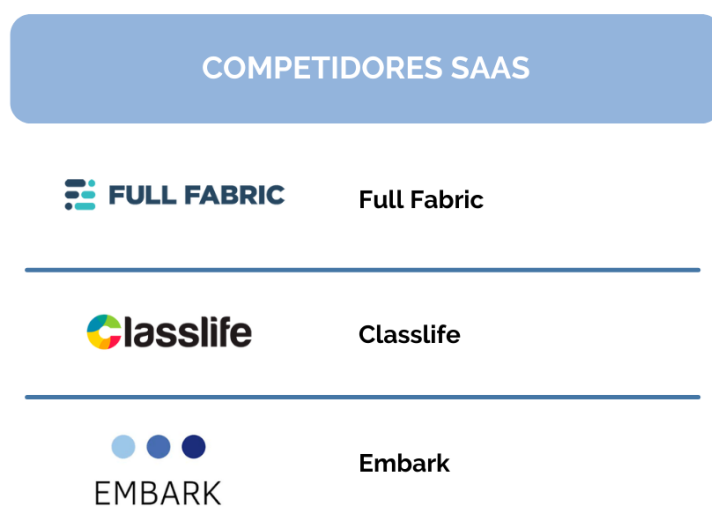 COMPETIDORES SAAS
FULL FABRIC
Full Fabric
Classlife
Classlife
EMBARK
Embark